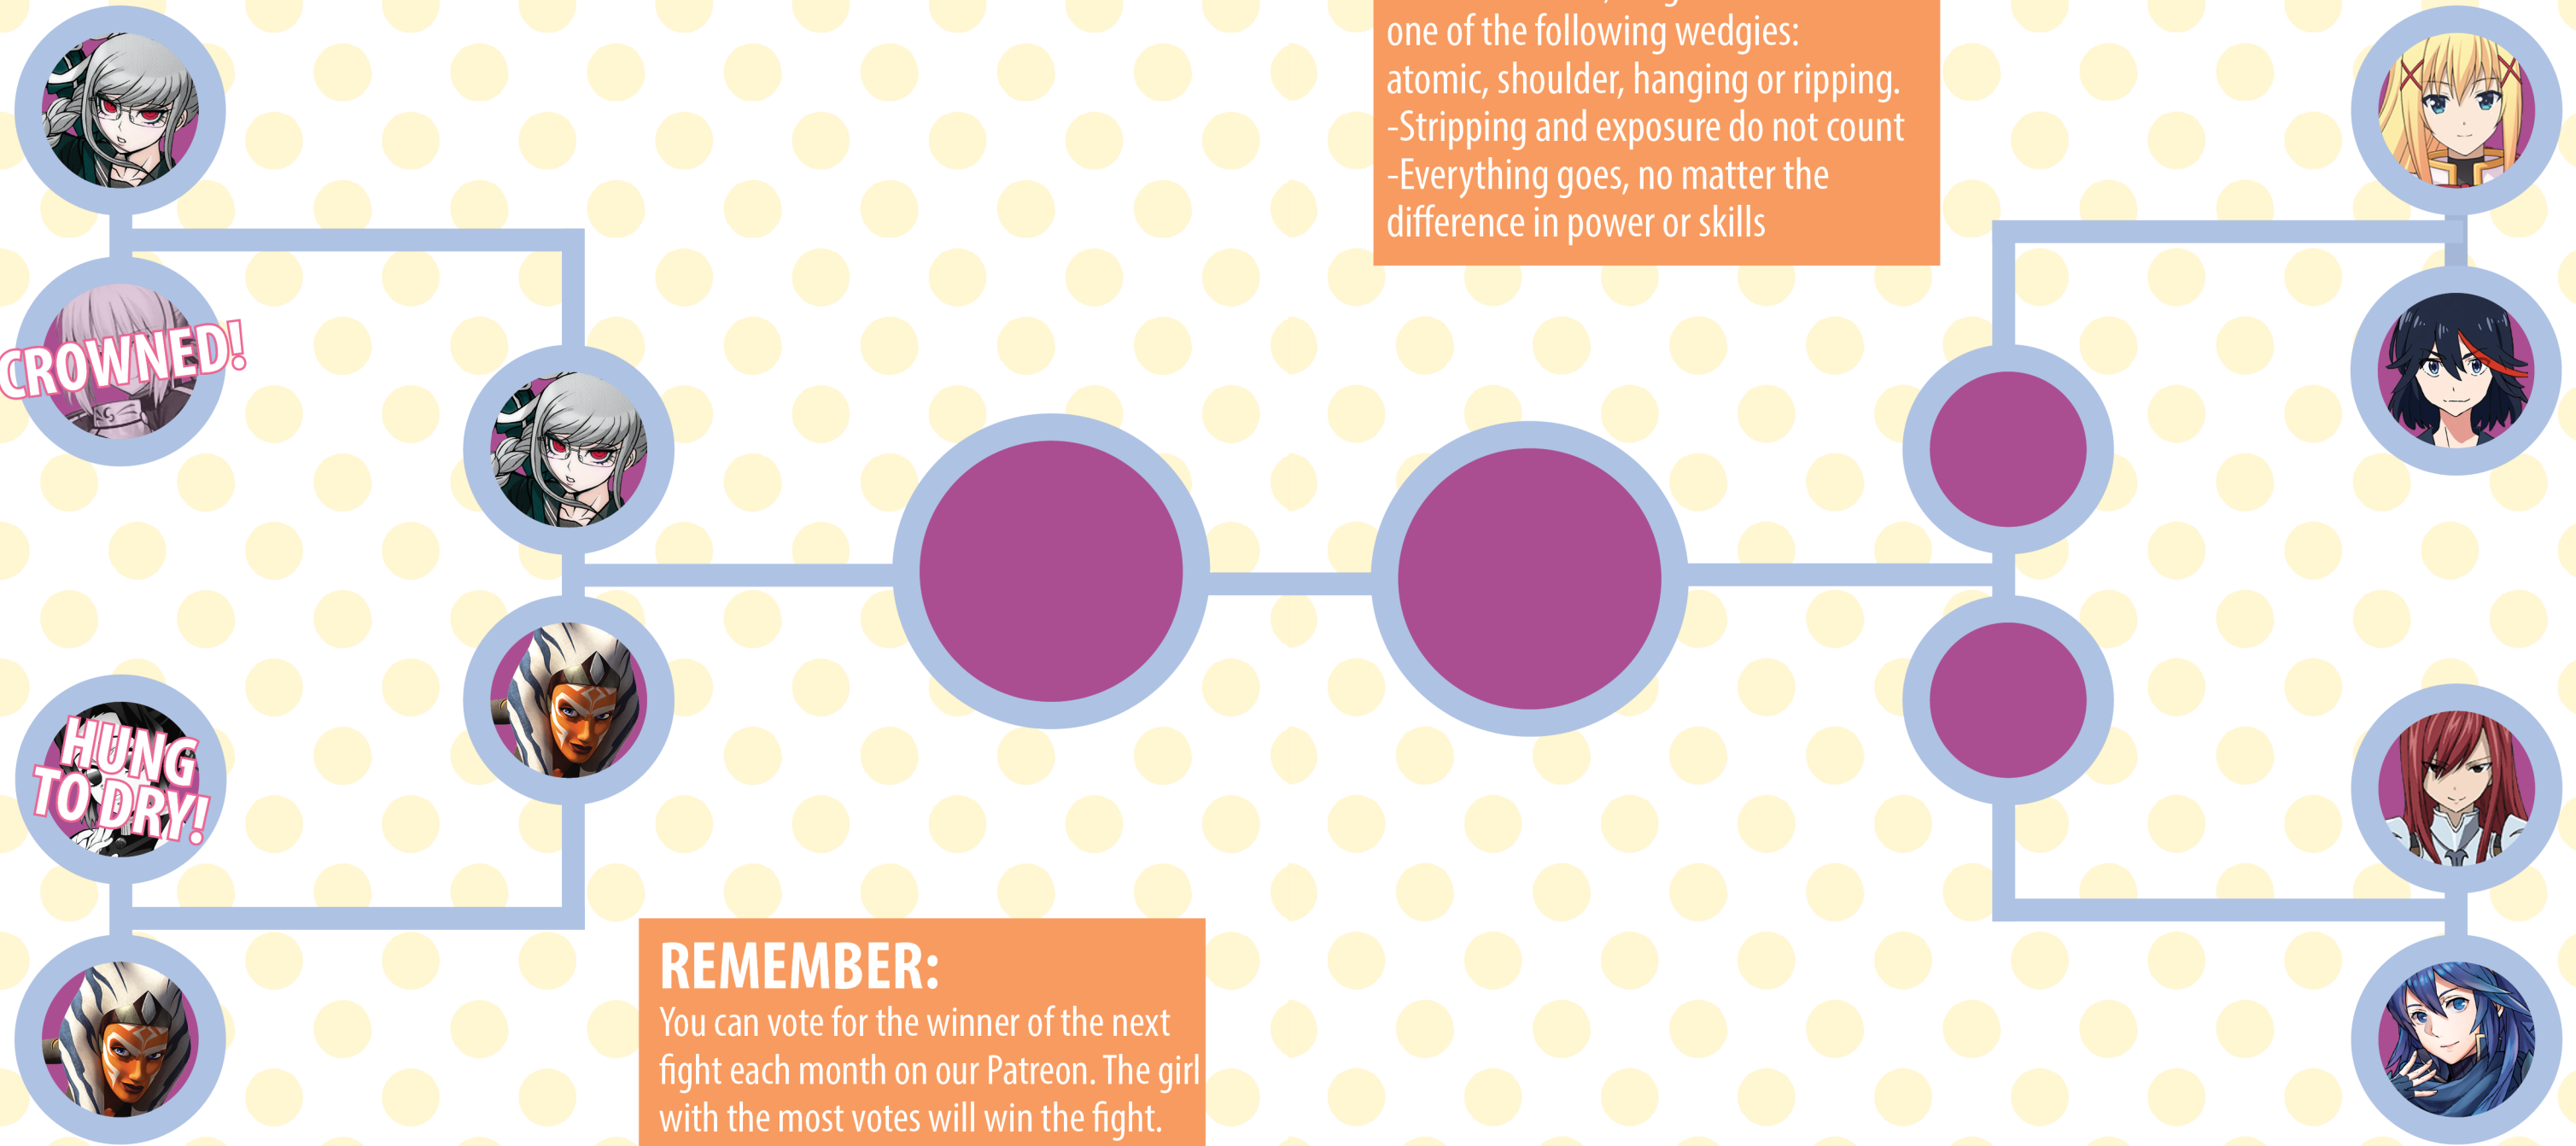 one of the following wedgies:
atomic, shoulder, hanging or ripping.
-Stripping and exposure do not count
-Everything goes, no matter the
difference in power or skills
CROWNED!
HUNG
TO DRY!
REMEMBER:
You can vote for the winner of the next
fight each month on our Patreon. The girl
with the most votes will win the fight.